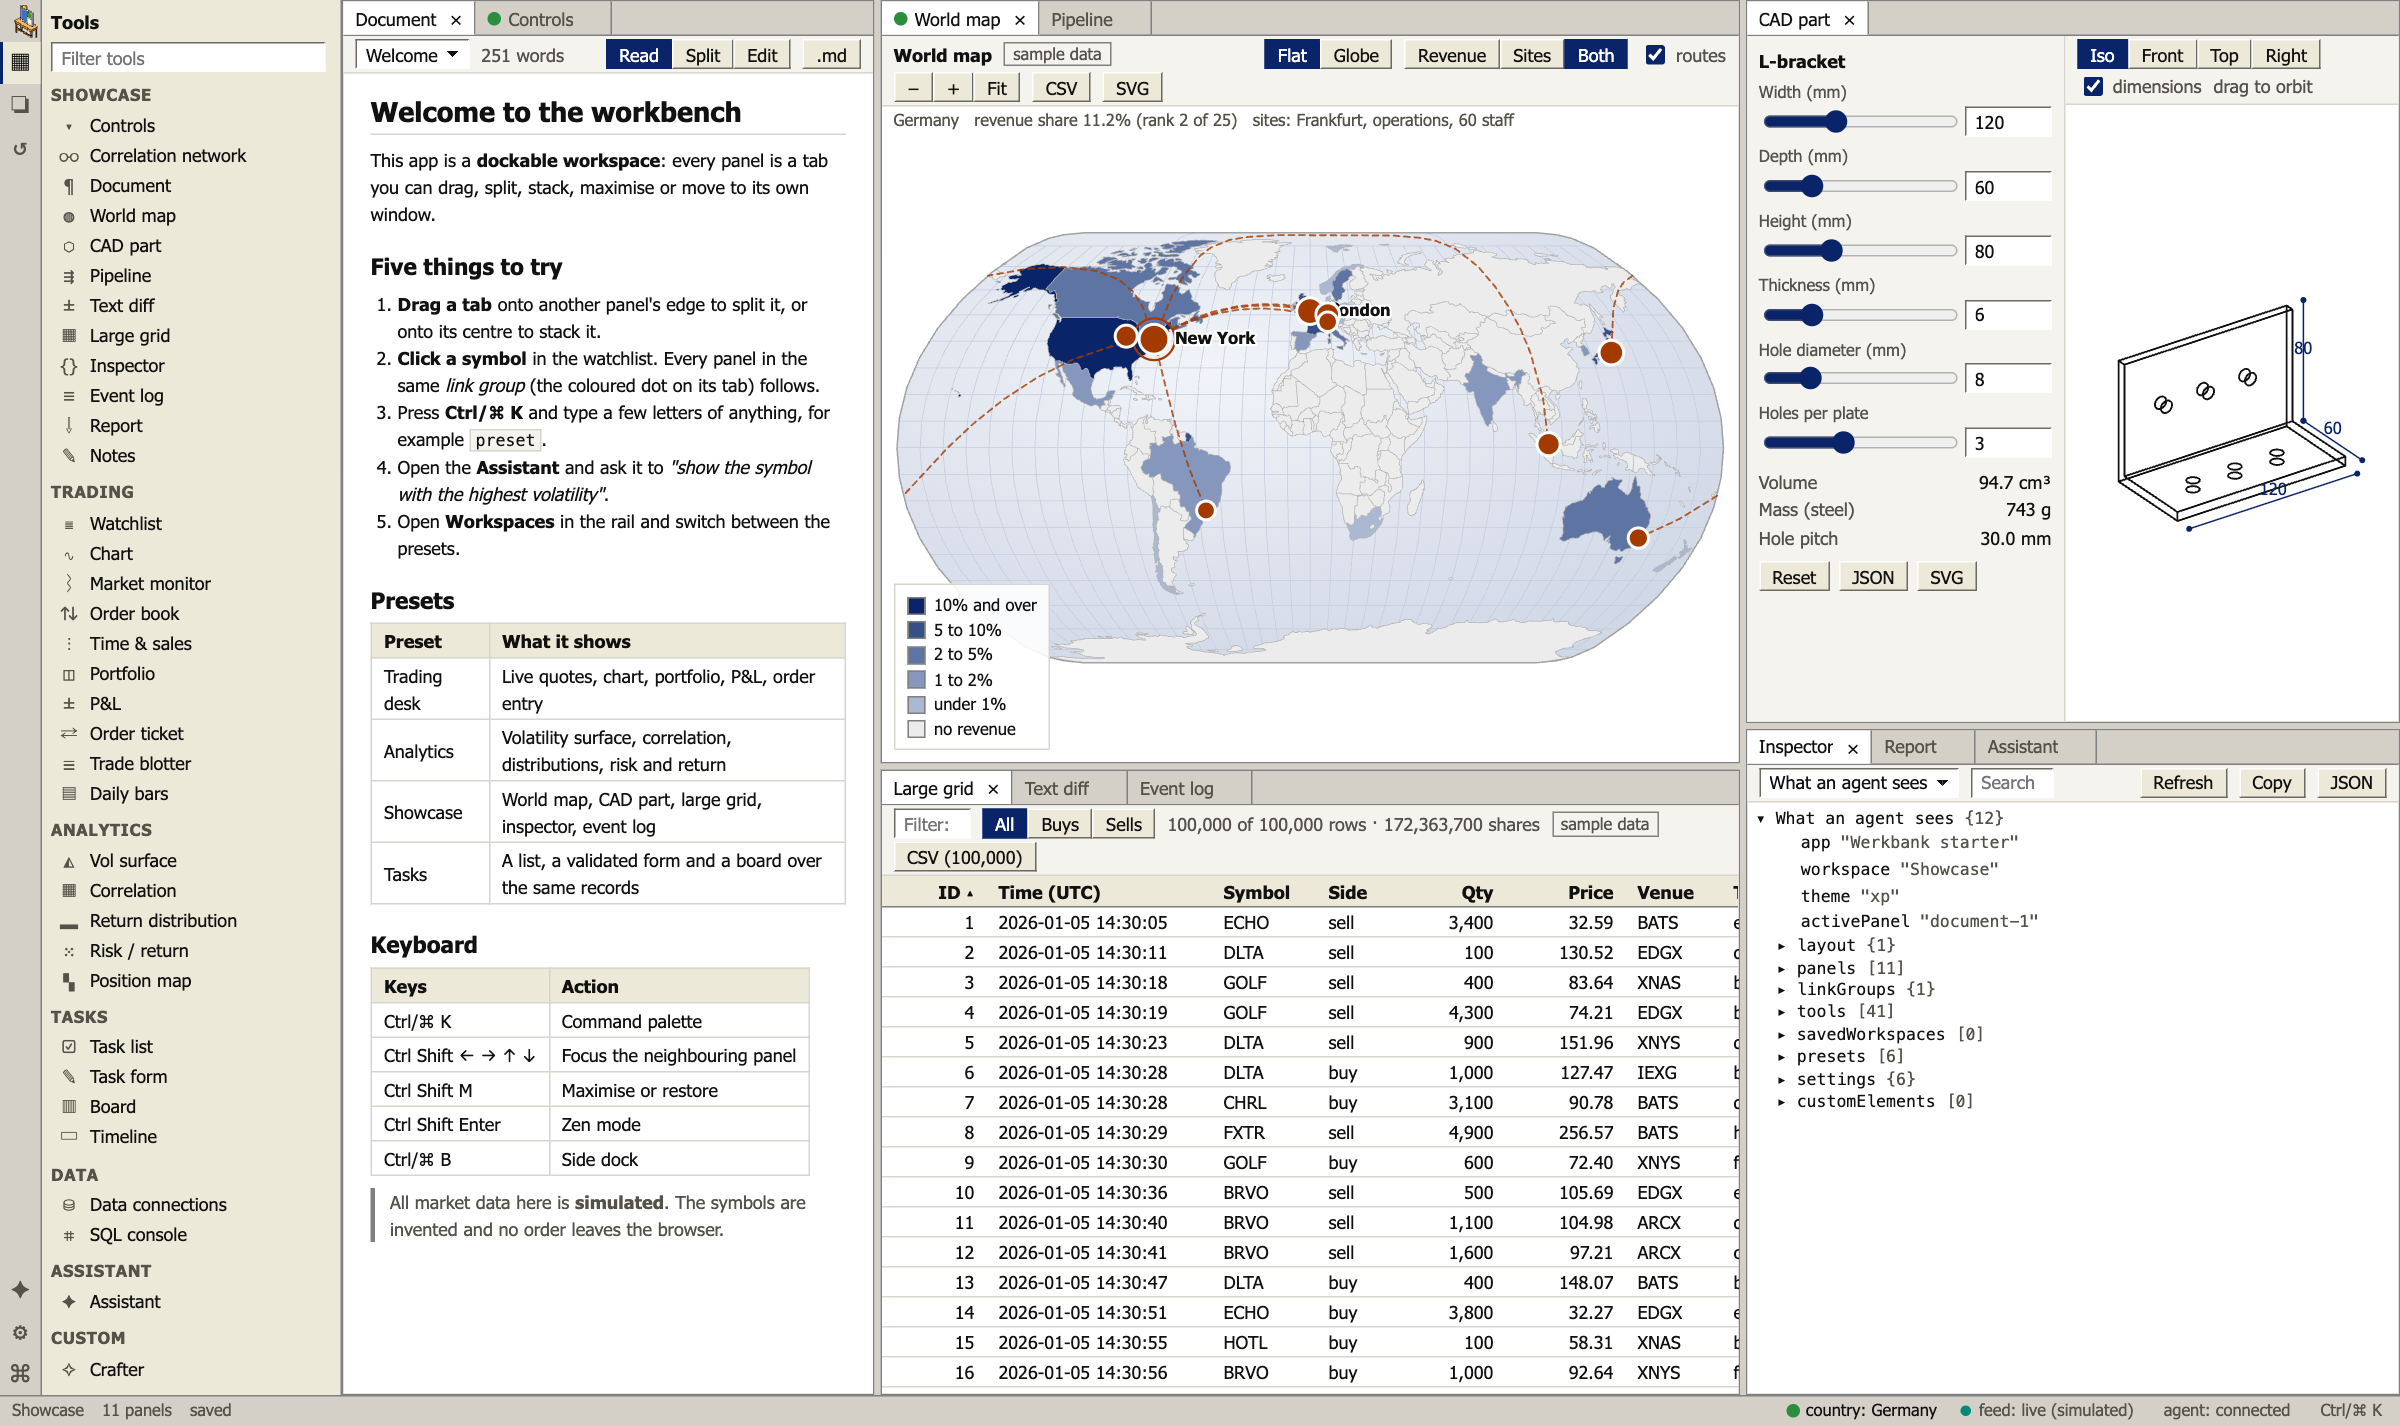 Tools
Filter tools
SHOWCASE
Controls
Correlation network
Document
World map
CAD part
Pipeline
Text diff
Large grid
Inspector
Event log
Report
Notes
TRADING
Watchlist
Chart
Market monitor
Order book
Time & sales
Portfolio
P&L
Order ticket
Trade blotter
Daily bars
ANALYTICS
Vol surface
Correlation
Return distribution
Risk / return
Position map
TASKS
Task list
Task form
Board
Timeline
DATA
Data connections
SQL console
ASSISTANT
Assistant
CUSTOM
Crafter
Document × Controls
Welcome 251 words Read Split Edit .md
Welcome to the workbench
This app is a dockable workspace: every panel is a tab
you can drag, split, stack, maximise or move to its own
window.
Five things to try
1. Drag a tab onto another panel's edge to split it, or
onto its centre to stack it.
2. Click a symbol in the watchlist. Every panel in the
same link group (the coloured dot on its tab) follows.
3. Press Ctrl/⌘ K and type a few letters of anything, for
example preset.
4. Open the Assistant and ask it to "show the symbol
with the highest volatility".
5. Open Workspaces in the rail and switch between the
presets.
Presets
Preset What it shows
Trading desk Live quotes, chart, portfolio, P&L, order entry
Analytics Volatility surface, correlation, distributions, risk and return
Showcase World map, CAD part, large grid, inspector, event log
Tasks A list, a validated form and a board over the same records
Keyboard
Keys Action
Ctrl/⌘ K Command palette
Ctrl Shift ← → ↑ ↓ Focus the neighbouring panel
Ctrl Shift M Maximise or restore
Ctrl Shift Enter Zen mode
Ctrl/⌘ B Side dock
All market data here is simulated. The symbols are
invented and no order leaves the browser.
World map × Pipeline
World map sample data Flat Globe Revenue Sites Both routes
− + Fit CSV SVG
Germany revenue share 11.2% (rank 2 of 25) sites: Frankfurt, operations, 60 staff
New York
ondon
10% and over
5 to 10%
2 to 5%
1 to 2%
under 1%
no revenue
Large grid × Text diff Event log
Filter: All Buys Sells 100,000 of 100,000 rows · 172,363,700 shares sample data
CSV (100,000)
ID ▴ Time (UTC) Symbol Side Qty Price Venue
1 2026-01-05 14:30:05 ECHO sell 3,400 32.59 BATS
2 2026-01-05 14:30:11 DLTA sell 100 130.52 EDGX
3 2026-01-05 14:30:18 GOLF sell 400 83.64 XNAS
4 2026-01-05 14:30:19 GOLF sell 4,300 74.21 EDGX
5 2026-01-05 14:30:23 DLTA sell 900 151.96 XNYS
6 2026-01-05 14:30:28 DLTA buy 1,000 127.47 IEXG
7 2026-01-05 14:30:28 CHRL buy 3,100 90.78 BATS
8 2026-01-05 14:30:29 FXTR sell 4,900 256.57 BATS
9 2026-01-05 14:30:30 GOLF buy 600 72.40 XNYS
10 2026-01-05 14:30:36 BRVO sell 500 105.69 EDGX
11 2026-01-05 14:30:40 BRVO sell 1,100 104.98 ARCX
12 2026-01-05 14:30:41 BRVO sell 1,600 97.21 ARCX
13 2026-01-05 14:30:47 DLTA buy 400 148.07 BATS
14 2026-01-05 14:30:51 ECHO buy 3,800 32.27 EDGX
15 2026-01-05 14:30:55 HOTL buy 100 58.31 XNAS
16 2026-01-05 14:30:56 BRVO buy 1,000 92.64 XNYS
CAD part ×
L-bracket
Width (mm)
120
Depth (mm)
60
Height (mm)
80
Thickness (mm)
6
Hole diameter (mm)
8
Holes per plate
3
Volume 94.7 cm³
Mass (steel) 743 g
Hole pitch 30.0 mm
Reset JSON SVG
Iso Front Top Right
dimensions drag to orbit
80
60
120
Inspector × Report Assistant
What an agent sees Search Refresh Copy JSON
▾ What an agent sees {12}
app "Werkbank starter"
workspace "Showcase"
theme "xp"
activePanel "document-1"
▸ layout {1}
▸ panels [11]
▸ linkGroups {1}
▸ tools [41]
▸ savedWorkspaces [0]
▸ presets [6]
▸ settings {6}
▸ customElements [0]
Showcase 11 panels saved
country: Germany feed: live (simulated) agent: connected Ctrl/⌘ K